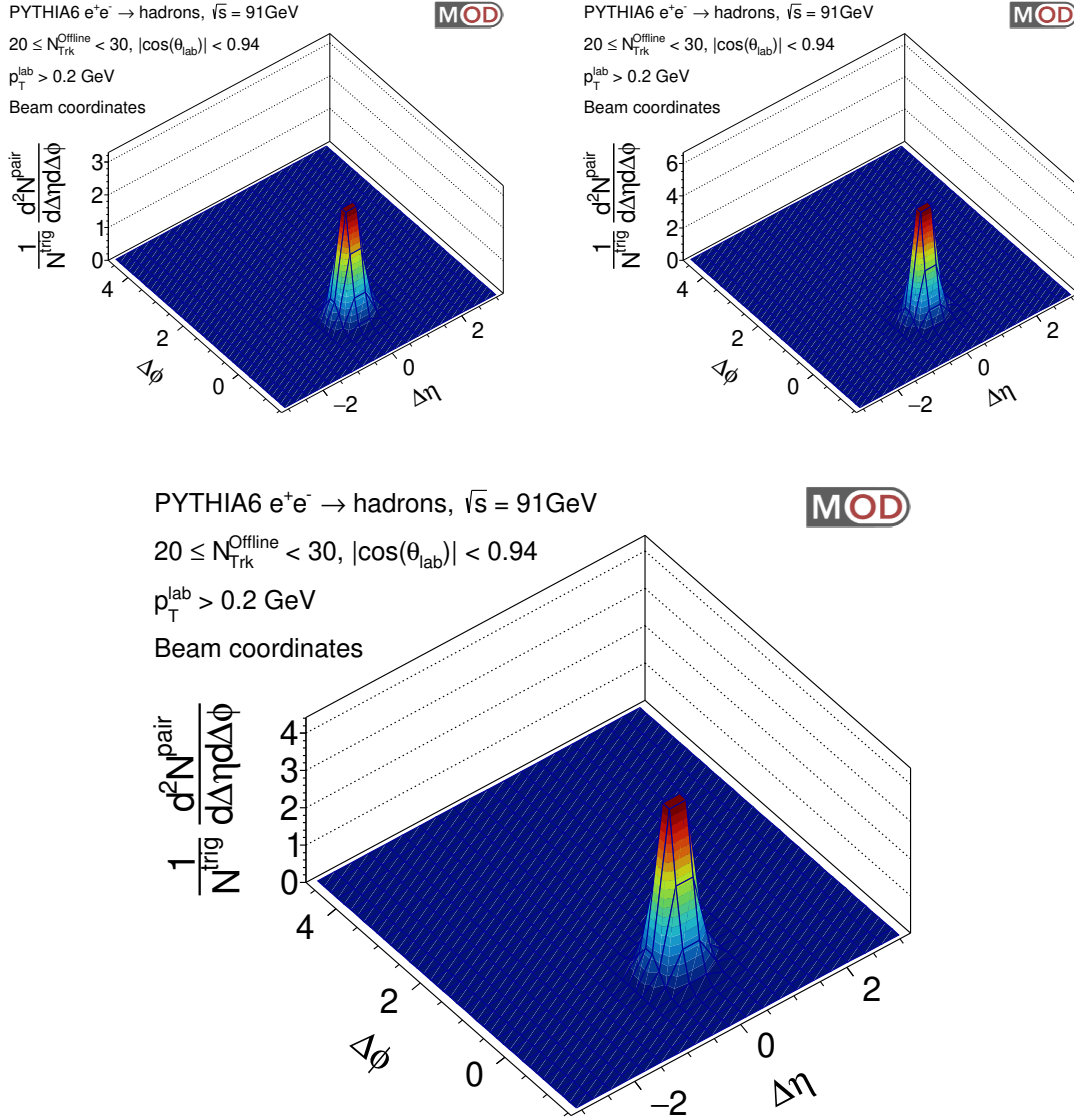 PYTHIA6 e⁺e⁻ → hadrons, √s = 91GeV
MOD
20 ≤ N_Trk^Offline < 30, |cos(θ_lab)| < 0.94
p_T^lab > 0.2 GeV
Beam coordinates
1/N^trig d²N^pair/dΔηdΔϕ
3
2
1
0
4
2
0
Δϕ
−2
0
2
Δη
PYTHIA6 e⁺e⁻ → hadrons, √s = 91GeV
MOD
20 ≤ N_Trk^Offline < 30, |cos(θ_lab)| < 0.94
p_T^lab > 0.2 GeV
Beam coordinates
1/N^trig d²N^pair/dΔηdΔϕ
6
4
2
0
4
2
0
Δϕ
−2
0
2
Δη
PYTHIA6 e⁺e⁻ → hadrons, √s = 91GeV
MOD
20 ≤ N_Trk^Offline < 30, |cos(θ_lab)| < 0.94
p_T^lab > 0.2 GeV
Beam coordinates
1/N^trig d²N^pair/dΔηdΔϕ
4
3
2
1
0
4
2
0
Δϕ
−2
0
2
Δη